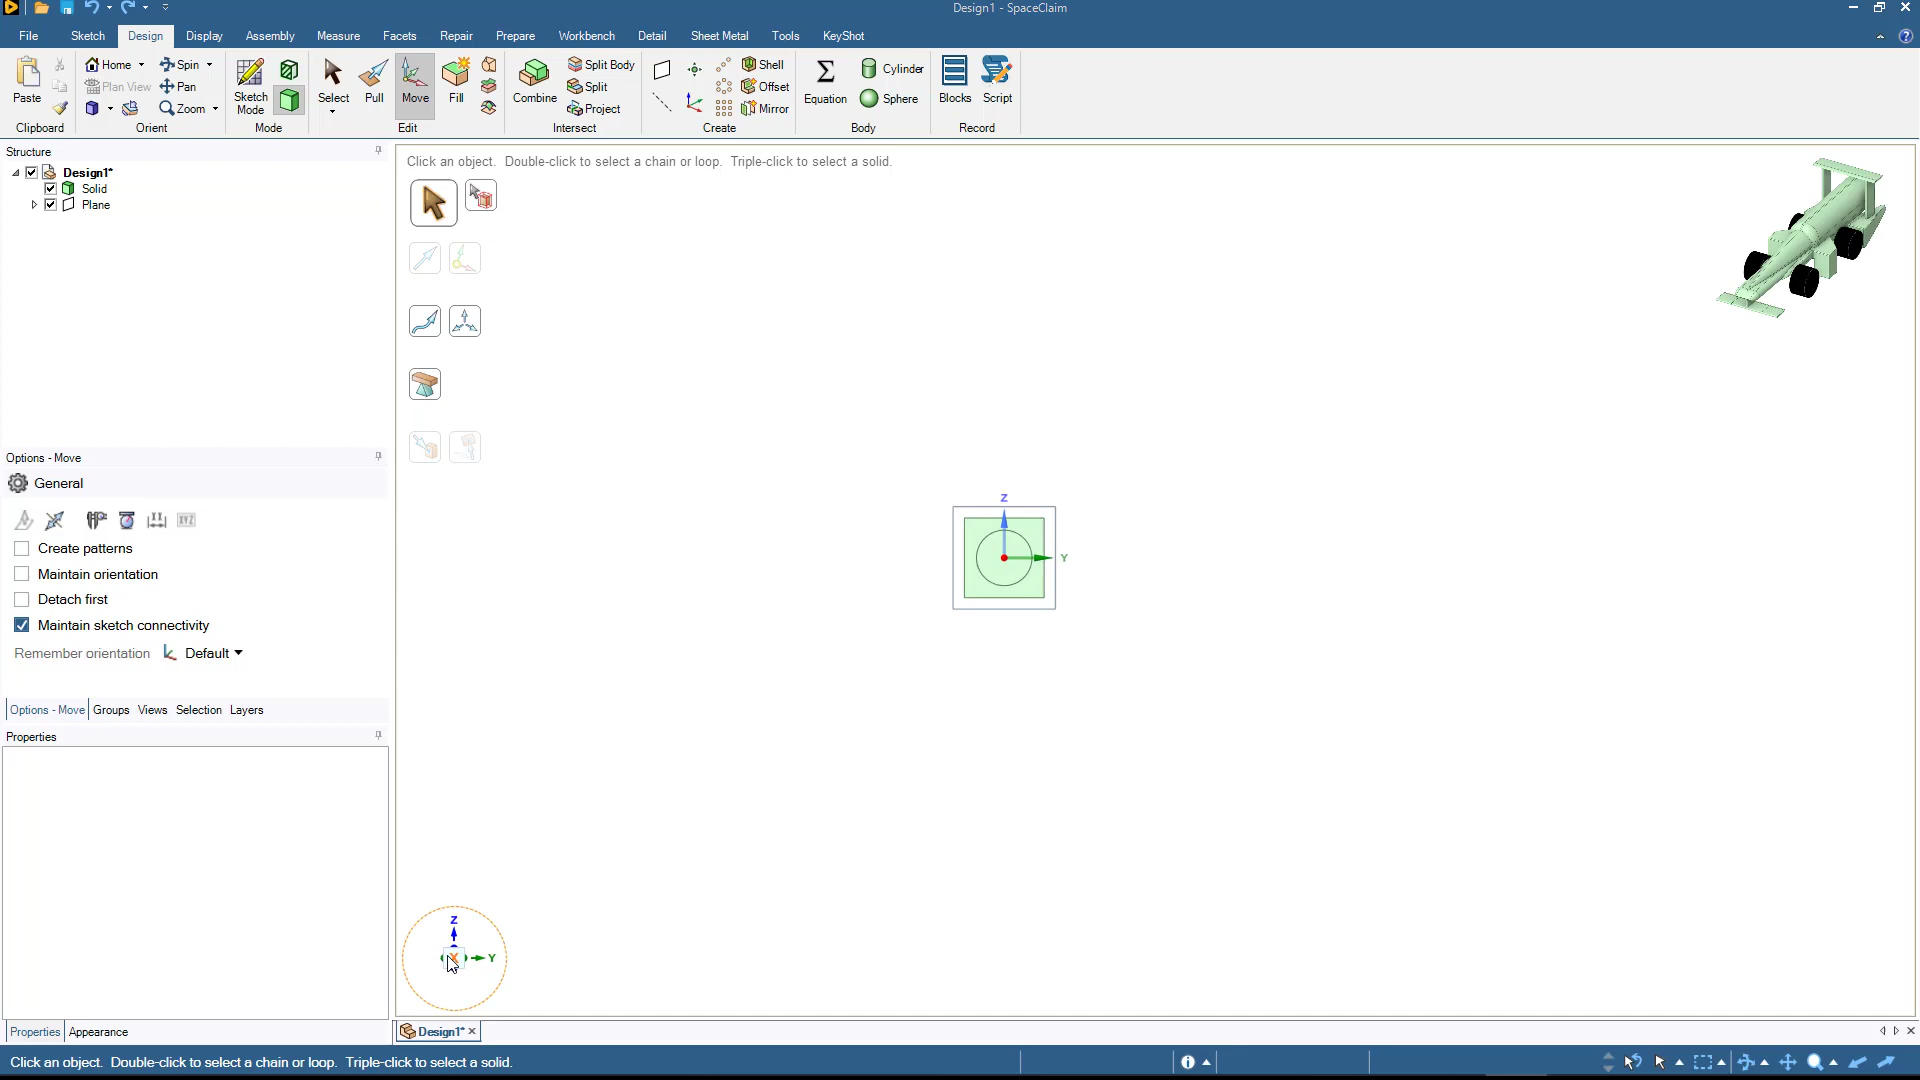 Design1 - SpaceClaim
File Sketch Design Display Assembly Measure Facets Repair Prepare Workbench Detail Sheet Metal Tools KeyShot
Paste
Clipboard
Home Spin
Plan View Pan
Zoom
Orient
Sketch Mode
Mode
Select Pull Move Fill
Edit
Combine
Split Body
Split
Project
Intersect
Shell
Offset
Mirror
Create
Equation
Cylinder
Sphere
Body
Blocks Script
Record
Structure
Design1*
Solid
Plane
Options - Move
General
XYZ
Create patterns
Maintain orientation
Detach first
Maintain sketch connectivity
Remember orientation Default
Options - Move Groups Views Selection Layers
Properties
Properties Appearance
Click an object. Double-click to select a chain or loop. Triple-click to select a solid.
Z
Y
Z
X
Y
Design1*
Click an object. Double-click to select a chain or loop. Triple-click to select a solid.